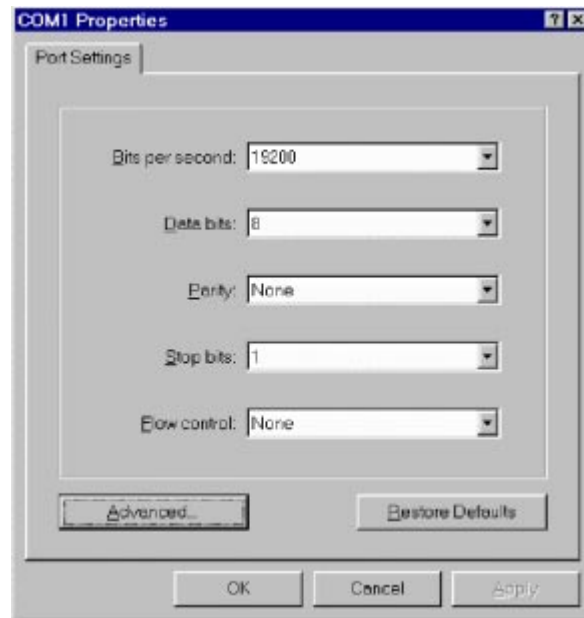 COM1 Properties
Port Settings
Bits per second: 19200
Data bits: 8
Parity: None
Stop bits: 1
Flow control: None
Advanced...
Restore Defaults
OK
Cancel
Apply